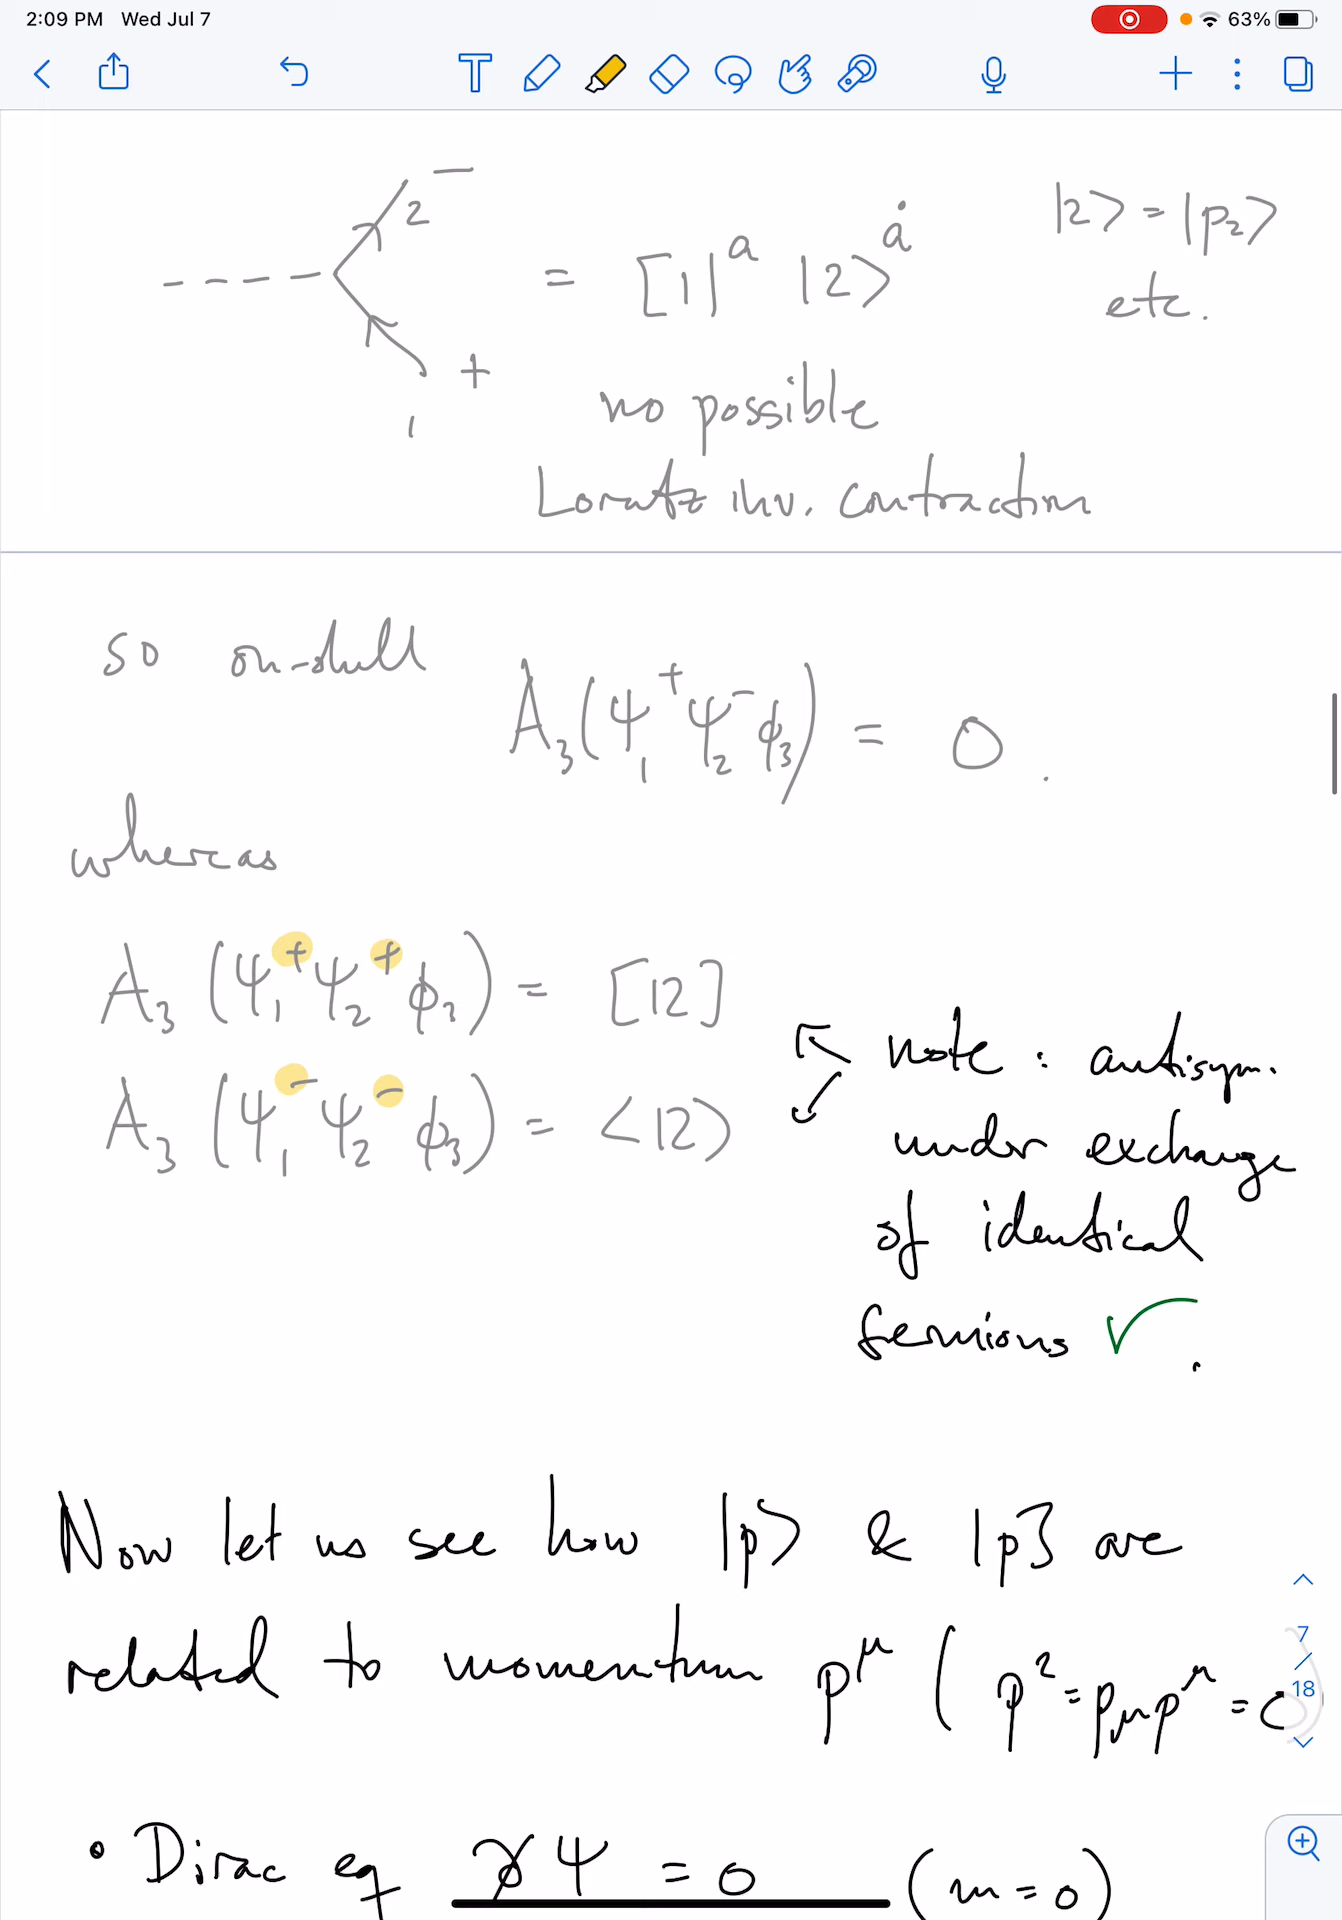 2:09 PM Wed Jul 7 63%
T
2 −
= [1|ᵃ |2⟩ᵃ̇ |2⟩ = |p₂⟩
etc.
+
1
no possible
Lorentz inv. contraction
so on-shell
A₃(ψ₁⁺ψ₂⁻ϕ₃) = 0.
whereas
A₃(ψ₁⁺ψ₂⁺ϕ₃) = [12]
A₃(ψ₁⁻ψ₂⁻ϕ₃) = <12⟩
note : antisym.
under exchange
of identical
fermions ✓.
Now let us see how |p⟩ & |p] are
related to momentum p^μ ( p² = p_μ p^μ = 0
7
/
18
• Dirac eq ∂̸ψ = 0 (m=0)